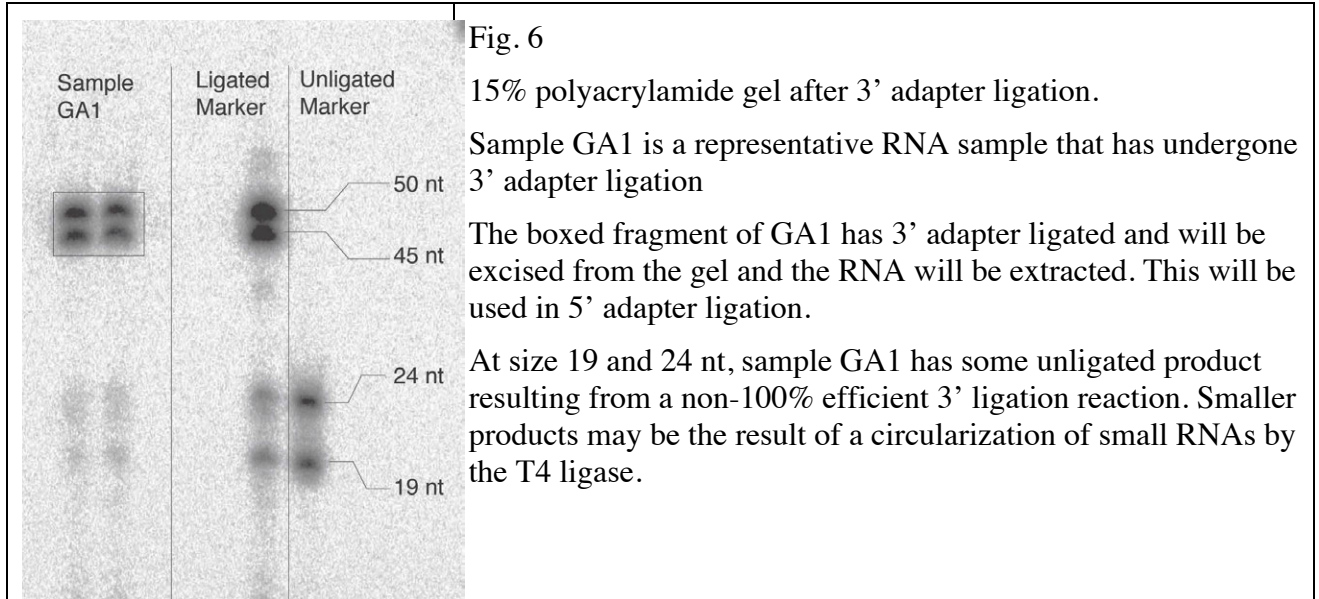 Sample
GA1
Ligated
Marker
Unligated
Marker
50 nt
45 nt
24 nt
19 nt
Fig. 6
15% polyacrylamide gel after 3’ adapter ligation.
Sample GA1 is a representative RNA sample that has undergone
3’ adapter ligation
The boxed fragment of GA1 has 3’ adapter ligated and will be
excised from the gel and the RNA will be extracted. This will be
used in 5’ adapter ligation.
At size 19 and 24 nt, sample GA1 has some unligated product
resulting from a non-100% efficient 3’ ligation reaction. Smaller
products may be the result of a circularization of small RNAs by
the T4 ligase.